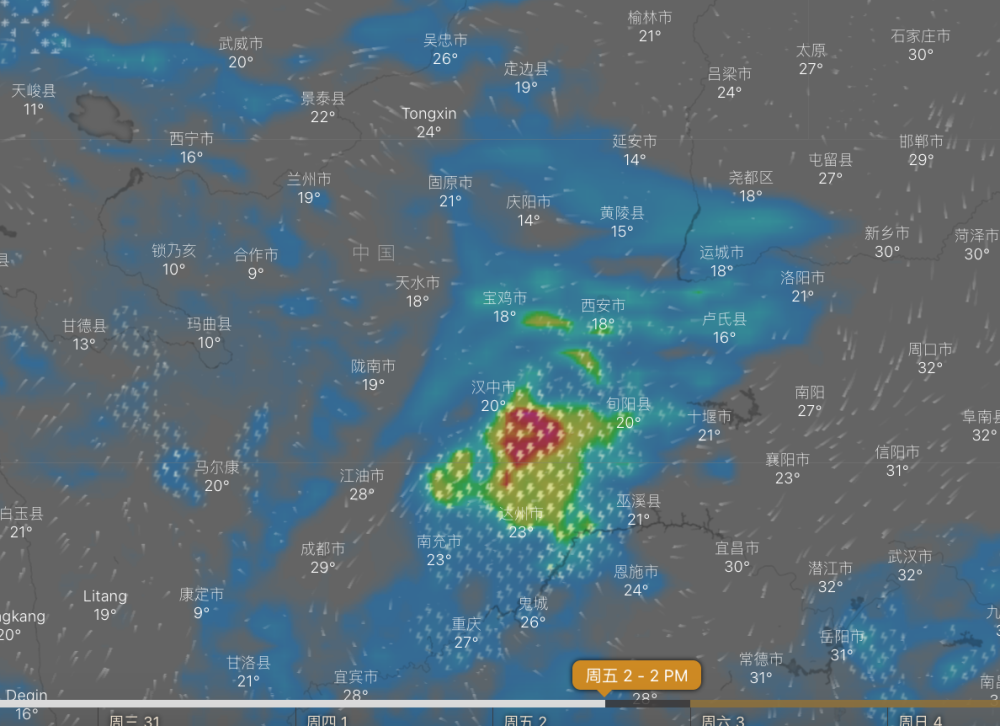 榆林市
21°
武威市
20°
吴忠市
26°
太原
27°
石家庄市
30°
定边县
19°
吕梁市
24°
天峻县
11°
景泰县
22°
Tongxin
24°
西宁市
16°
延安市
14°
邯郸市
29°
屯留县
27°
兰州市
19°
固原市
21°
庆阳市
14°
尧都区
18°
黄陵县
15°
新乡市
30°
菏泽市
30°
县
锁乃亥
10°
合作市
9°
中国
运城市
18°
天水市
18°
洛阳市
21°
宝鸡市
18°
西安市
18°
甘德县
13°
玛曲县
10°
卢氏县
16°
周口市
32°
陇南市
19°
汉中市
20°
旬阳县
20°
南阳
27°
十堰市
21°
阜南县
32°
马尔康
20°
江油市
28°
襄阳市
23°
信阳市
31°
白玉县
21°
达州市
23°
巫溪县
21°
成都市
29°
南充市
23°
宜昌市
30°
武汉市
32°
恩施市
24°
潜江市
32°
Litang
19°
康定市
9°
鬼城
26°
ngkang
20°
重庆
27°
岳阳市
31°
九
3
甘洛县
21°
宜宾市
28°
常德市
31°
周五 2 - 2 PM
28°
南昌
Deqin
16°
周三 31
周四 1
周五 2
周六 3
周日 4